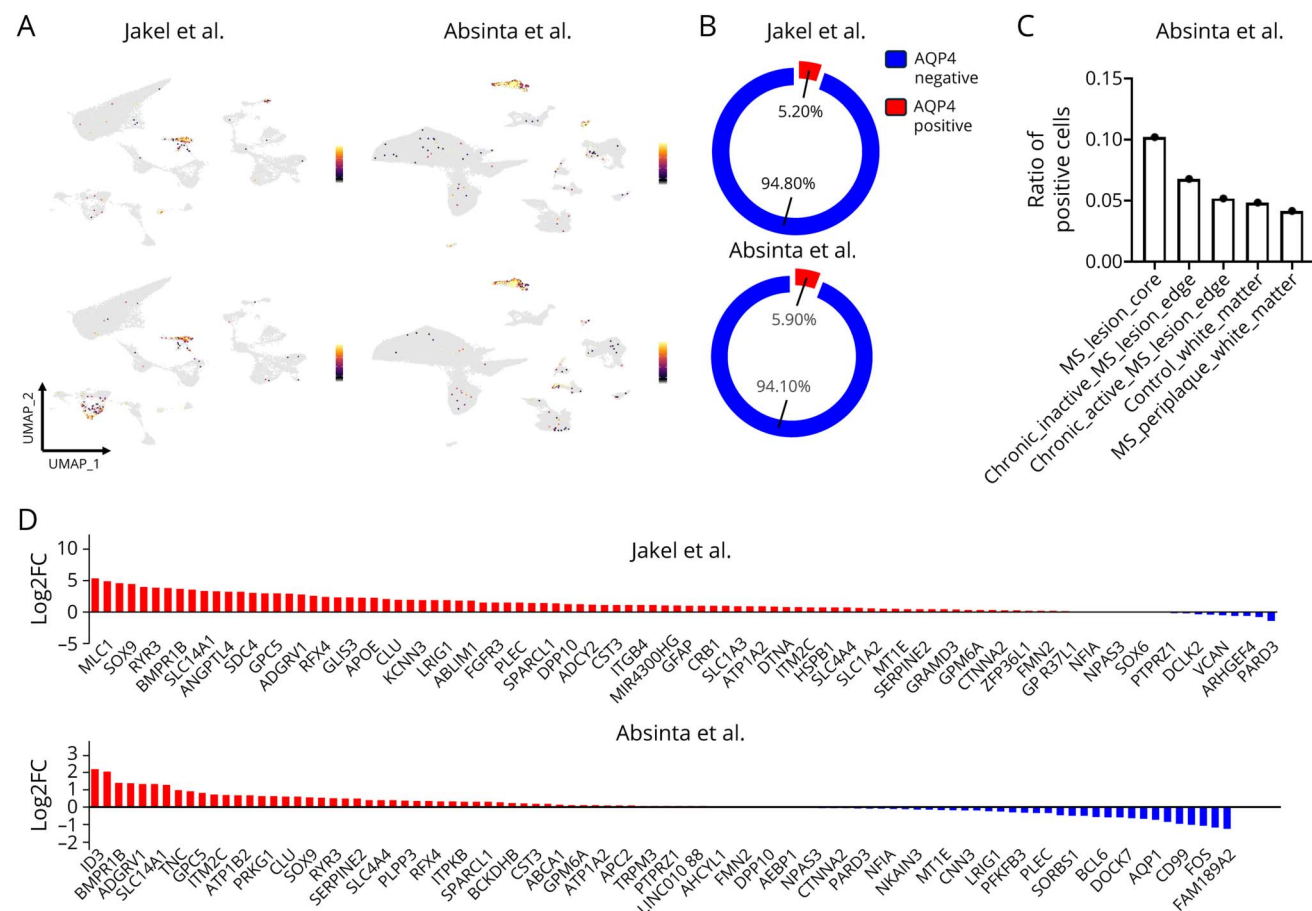 A
Jakel et al.
Absinta et al.
UMAP_2
UMAP_1
B
Jakel et al.
AQP4
negative
AQP4
positive
5.20%
94.80%
Absinta et al.
5.90%
94.10%
C
Absinta et al.
Ratio of
positive cells
0.15
0.10
0.05
0.00
MS_lesion_core
Chronic_inactive_MS_lesion_edge
Chronic_active_MS_lesion_edge
Control_white_matter
MS_periplaque_white_matter
D
Jakel et al.
Log2FC
10
5
0
−5
MLC1
SOX9
RYR3
BMPR1B
SLC14A1
ANGPTL4
SDC4
GPC5
ADGRV1
RFX4
GLIS3
APOE
CLU
KCNN3
LRIG1
ABLIM1
FGFR3
PLEC
SPARCL1
DPP10
ADCY2
CST3
ITGB4
MIR4300HG
GFAP
CRB1
SLC1A3
ATP1A2
DTNA
ITM2C
HSPB1
SLC4A4
SLC1A2
MT1E
SERPINE2
GRAMD3
GPM6A
CTNNA2
ZFP36L1
FMN2
GP R37L1
NFIA
NPAS3
SOX6
PTPRZ1
DCLK2
VCAN
ARHGEF4
PARD3
Absinta et al.
Log2FC
3
2
1
0
−1
−2
ID3
BMPR1B
ADGRV1
SLC14A1
TNC
GPC5
ITM2C
ATP1B2
PRKG1
CLU
SOX9
RYR3
SERPINE2
SLC4A4
PLPP3
RFX4
ITPKB
SPARCL1
BCKDHB
CST3
ABCA1
GPM6A
ATP1A2
APC2
TRPM3
PTPRZ1
LINC010 88
AHCYL1
FMN2
DPP10
AEBP1
NPAS3
CTNNA2
PARD3
NFIA
NKAIN3
MT1E
CNN3
LRIG1
PFKFB3
PLEC
SORBS1
BCL6
DOCK7
AQP1
CD99
FOS
FAM189A2